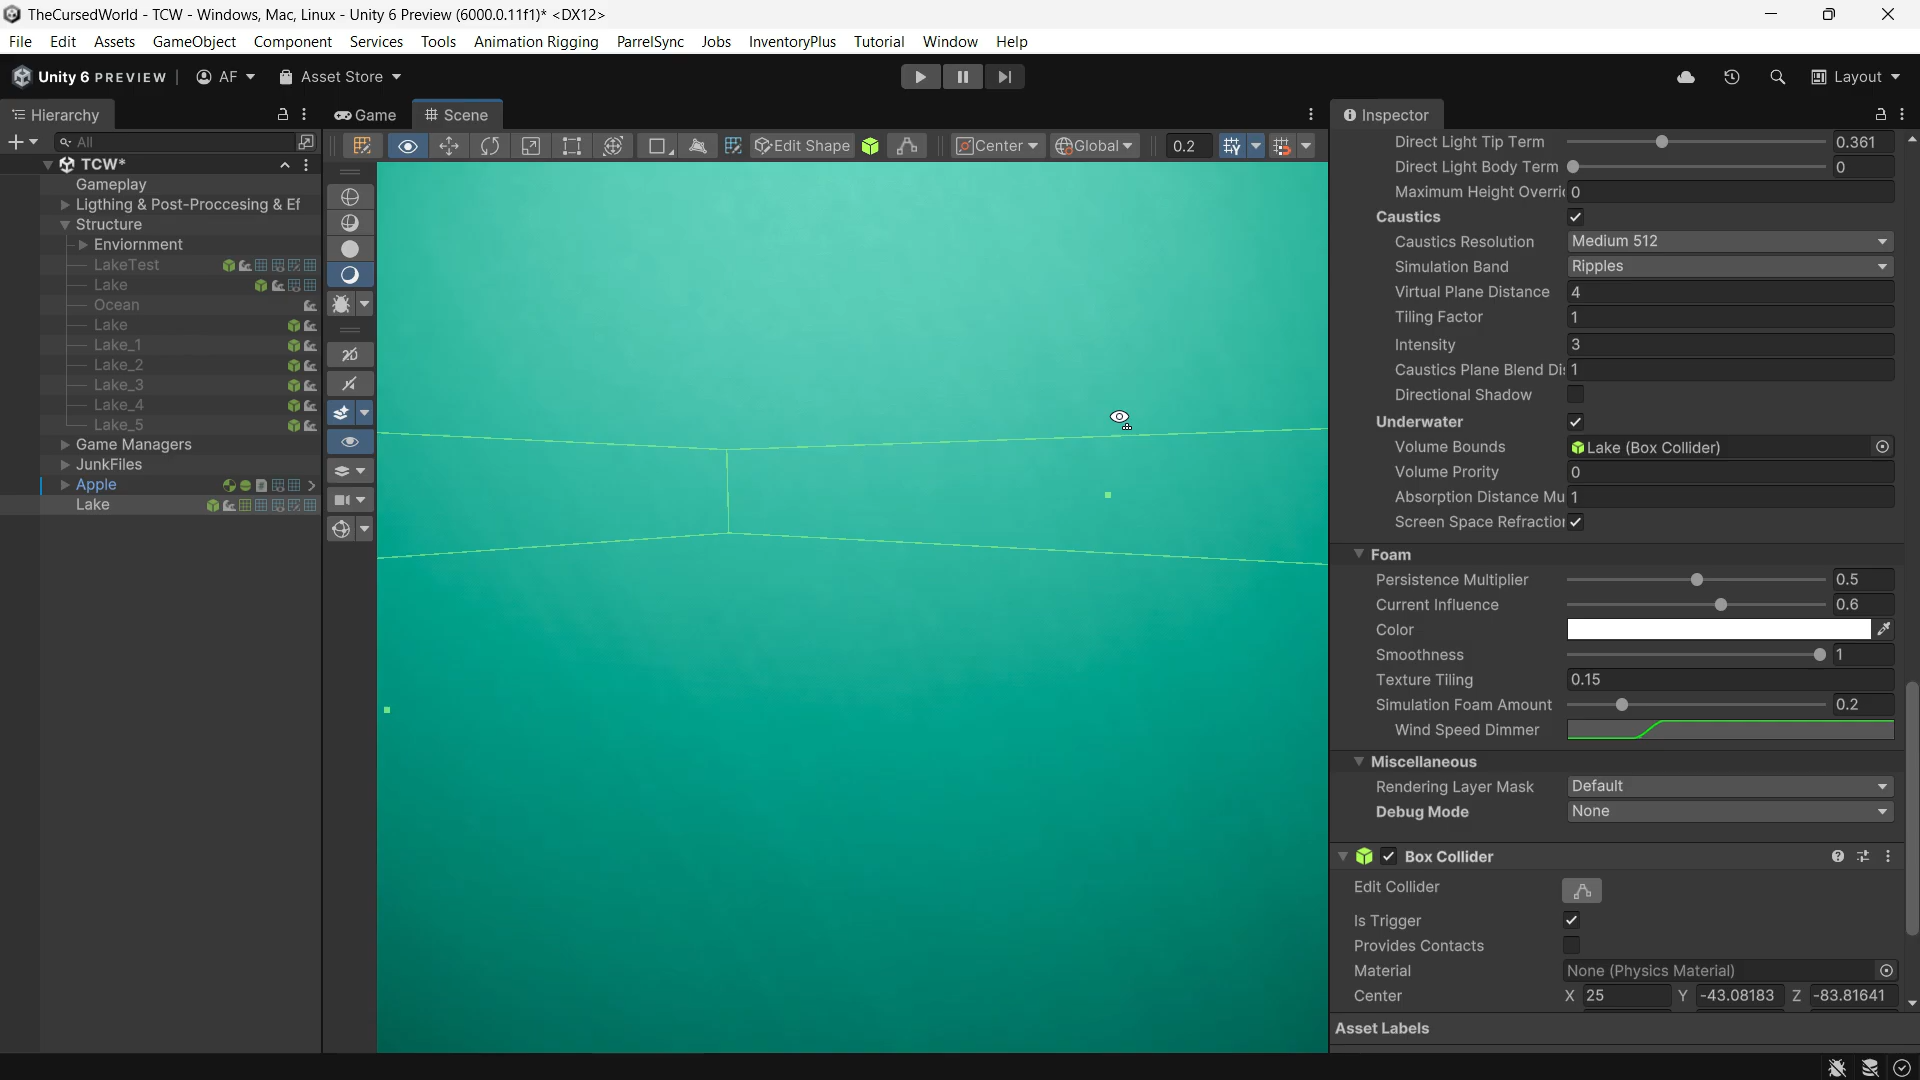 TheCursedWorld - TCW - Windows, Mac, Linux - Unity 6 Preview (6000.0.11f1)* <DX12>
File Edit Assets GameObject Component Services Tools Animation Rigging ParrelSync Jobs InventoryPlus Tutorial Window Help
Unity 6 PREVIEW AF Asset Store Layout
Hierarchy
Game
Scene
Inspector
All
Edit Shape Center Global 0.2
TCW*
Gameplay
Ligthing & Post-Proccesing & Ef
Structure
Enviornment
LakeTest
Lake
Ocean
Lake
Lake_1
Lake_2
Lake_3
Lake_4
Lake_5
Game Managers
JunkFiles
Apple
Lake
2D
Direct Light Tip Term 0.361
Direct Light Body Term 0
Maximum Height Overri 0
Caustics
Caustics Resolution Medium 512
Simulation Band Ripples
Virtual Plane Distance 4
Tiling Factor 1
Intensity 3
Caustics Plane Blend Di 1
Directional Shadow
Underwater
Volume Bounds Lake (Box Collider)
Volume Prority 0
Absorption Distance Mu 1
Screen Space Refractior
Foam
Persistence Multiplier 0.5
Current Influence 0.6
Color
Smoothness 1
Texture Tiling 0.15
Simulation Foam Amount 0.2
Wind Speed Dimmer
Miscellaneous
Rendering Layer Mask Default
Debug Mode None
Box Collider
Edit Collider
Is Trigger
Provides Contacts
Material None (Physics Material)
Center X 25 Y -43.08183 Z -83.81641
Asset Labels